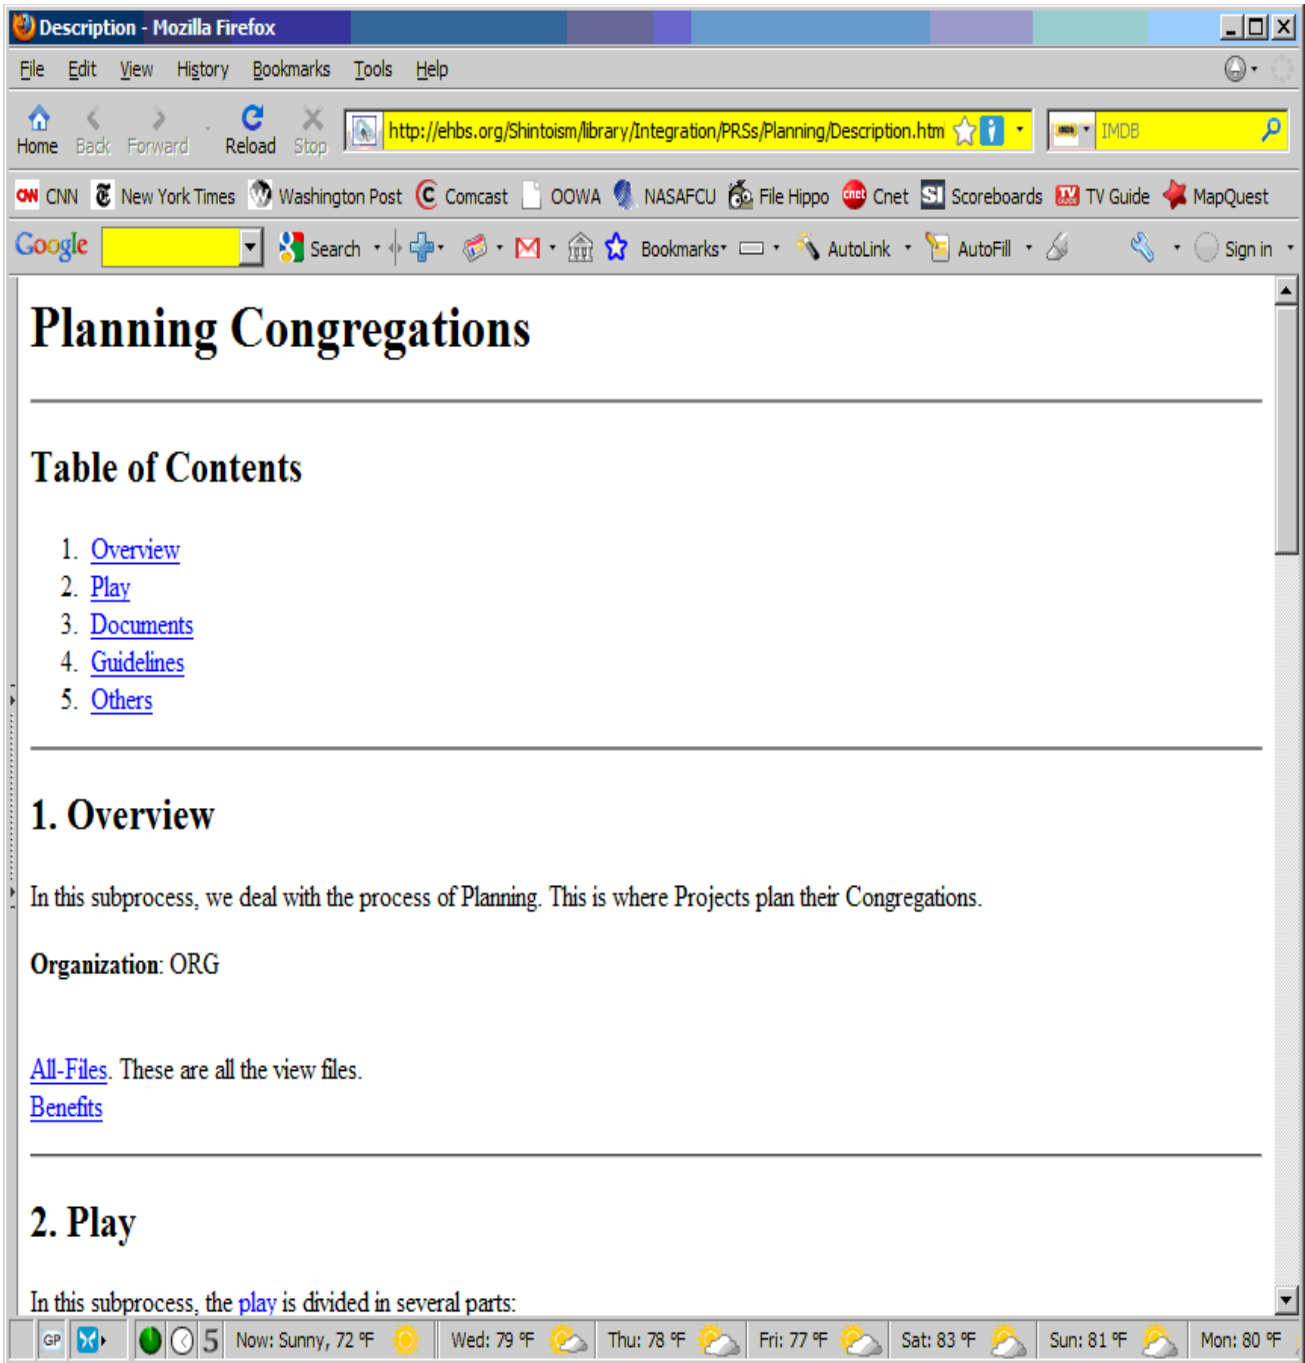 Description - Mozilla Firefox
File Edit View History Bookmarks Tools Help
Home Back Forward Reload Stop http://ehbs.org/Shintoism/library/Integration/PRSs/Planning/Description.htm IMDB
CNN New York Times Washington Post Comcast OOWA NASAFCU File Hippo cnet Cnet SI Scoreboards TV Guide MapQuest
Google Search Bookmarks AutoLink AutoFill Sign in
Planning Congregations
Table of Contents
1. Overview
2. Play
3. Documents
4. Guidelines
5. Others
1. Overview
In this subprocess, we deal with the process of Planning. This is where Projects plan their Congregations.
Organization: ORG
All-Files. These are all the view files.
Benefits
2. Play
In this subprocess, the play is divided in several parts:
GP 5 Now: Sunny, 72 °F Wed: 79 °F Thu: 78 °F Fri: 77 °F Sat: 83 °F Sun: 81 °F Mon: 80 °F